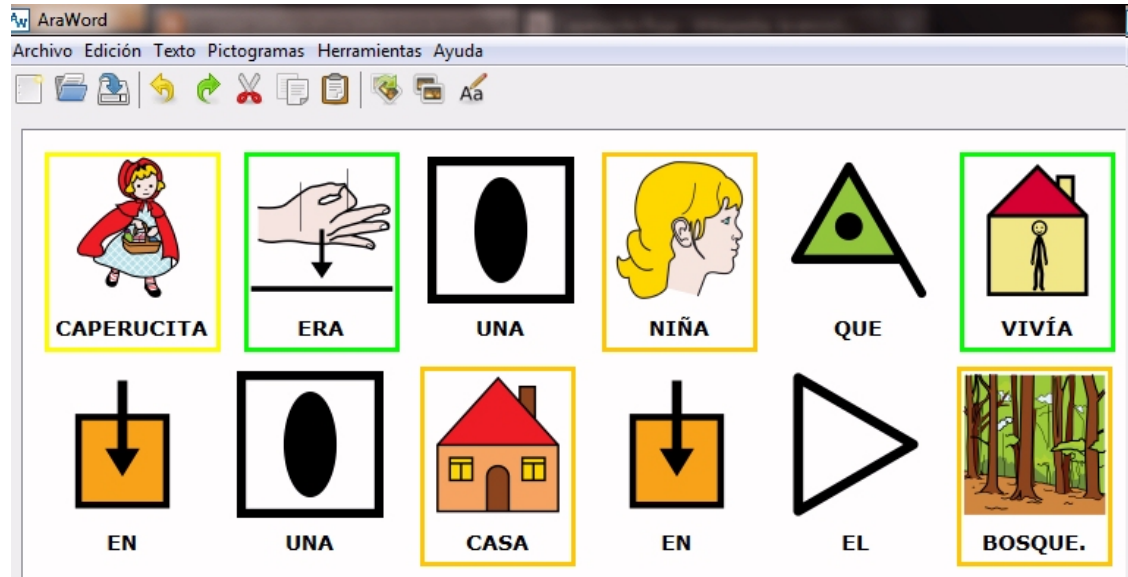 AraWord
Archivo Edición Texto Pictogramas Herramientas Ayuda
CAPERUCITA ERA UNA NIÑA QUE VIVÍA
EN UNA CASA EN EL BOSQUE.